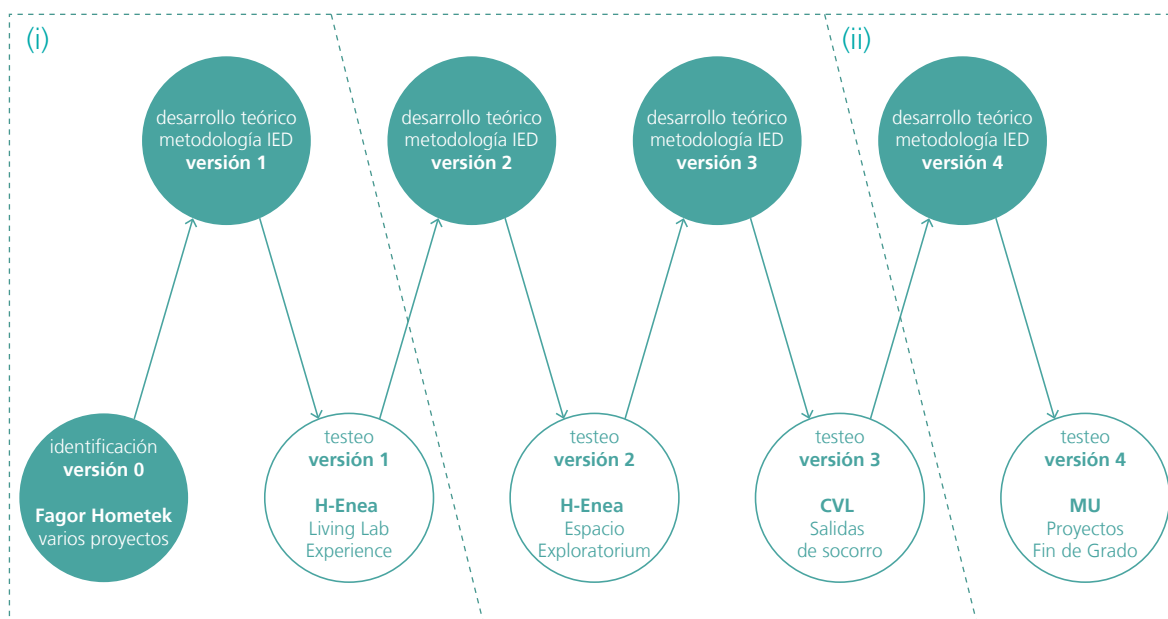 (i)
(ii)
desarrollo teórico
metodología IED
versión 1
desarrollo teórico
metodología IED
versión 2
desarrollo teórico
metodología IED
versión 3
desarrollo teórico
metodología IED
versión 4
identificación
versión 0
Fagor Hometek
varios proyectos
testeo
versión 1
H-Enea
Living Lab
Experience
testeo
versión 2
H-Enea
Espacio
Exploratorium
testeo
versión 3
CVL
Salidas
de socorro
testeo
versión 4
MU
Proyectos
Fin de Grado